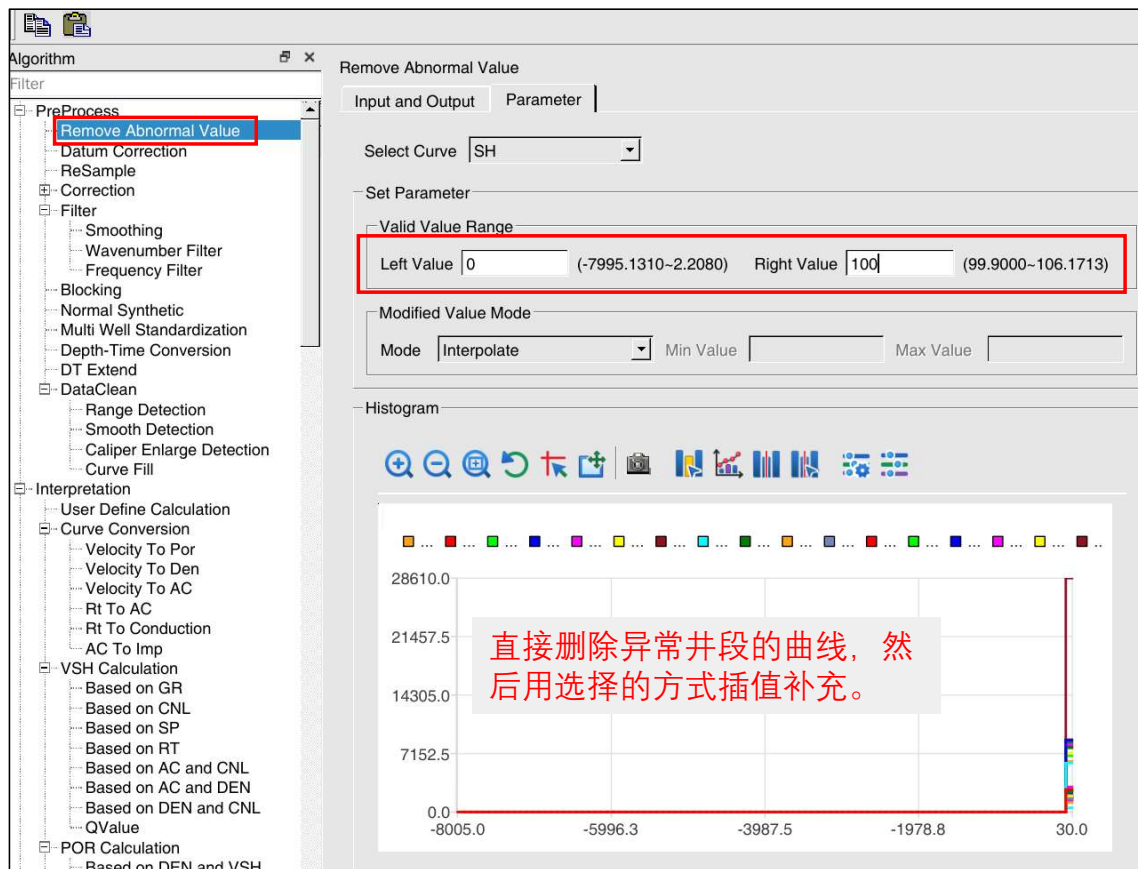 Algorithm
Filter
PreProcess
Remove Abnormal Value
Datum Correction
ReSample
Correction
Filter
Smoothing
Wavenumber Filter
Frequency Filter
Blocking
Normal Synthetic
Multi Well Standardization
Depth-Time Conversion
DT Extend
DataClean
Range Detection
Smooth Detection
Caliper Enlarge Detection
Curve Fill
Interpretation
User Define Calculation
Curve Conversion
Velocity To Por
Velocity To Den
Velocity To AC
Rt To AC
Rt To Conduction
AC To Imp
VSH Calculation
Based on GR
Based on CNL
Based on SP
Based on RT
Based on AC and CNL
Based on AC and DEN
Based on DEN and CNL
QValue
POR Calculation
Based on DEN and VSH
Remove Abnormal Value
Input and Output Parameter
Select Curve SH
Set Parameter
Valid Value Range
Left Value 0 (-7995.1310~2.2080) Right Value 100 (99.9000~106.1713)
Modified Value Mode
Mode Interpolate Min Value Max Value
Histogram
... ... ... ... ... ... ... ... ... ... ... ... ... ... ... ... ..
28610.0
21457.5
14305.0
7152.5
0.0
直接删除异常井段的曲线，然
后用选择的方式插值补充。
-8005.0 -5996.3 -3987.5 -1978.8 30.0